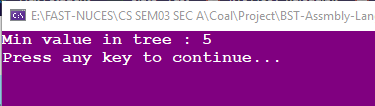 E:\FAST-NUCES\CS SEM03 SEC A\Coal\Project\BST-Assmbly-Lan
Min value in tree : 5
Press any key to continue...